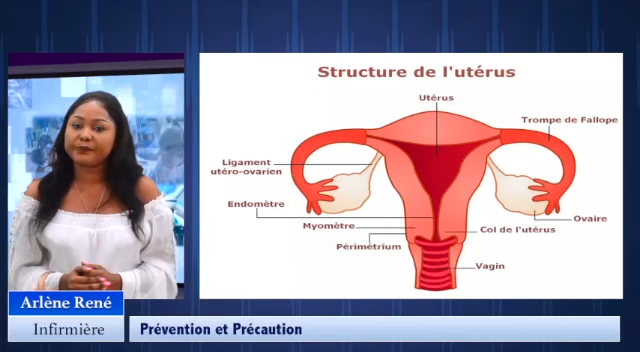 Structure de l'utérus
Utérus
Trompe de Fallope
Ligament
utéro-ovarien
Endomètre
Myomètre
Périmetrium
Ovaire
Col de l'utérus
Vagin
Arlène René
Infirmière
Prévention et Précaution